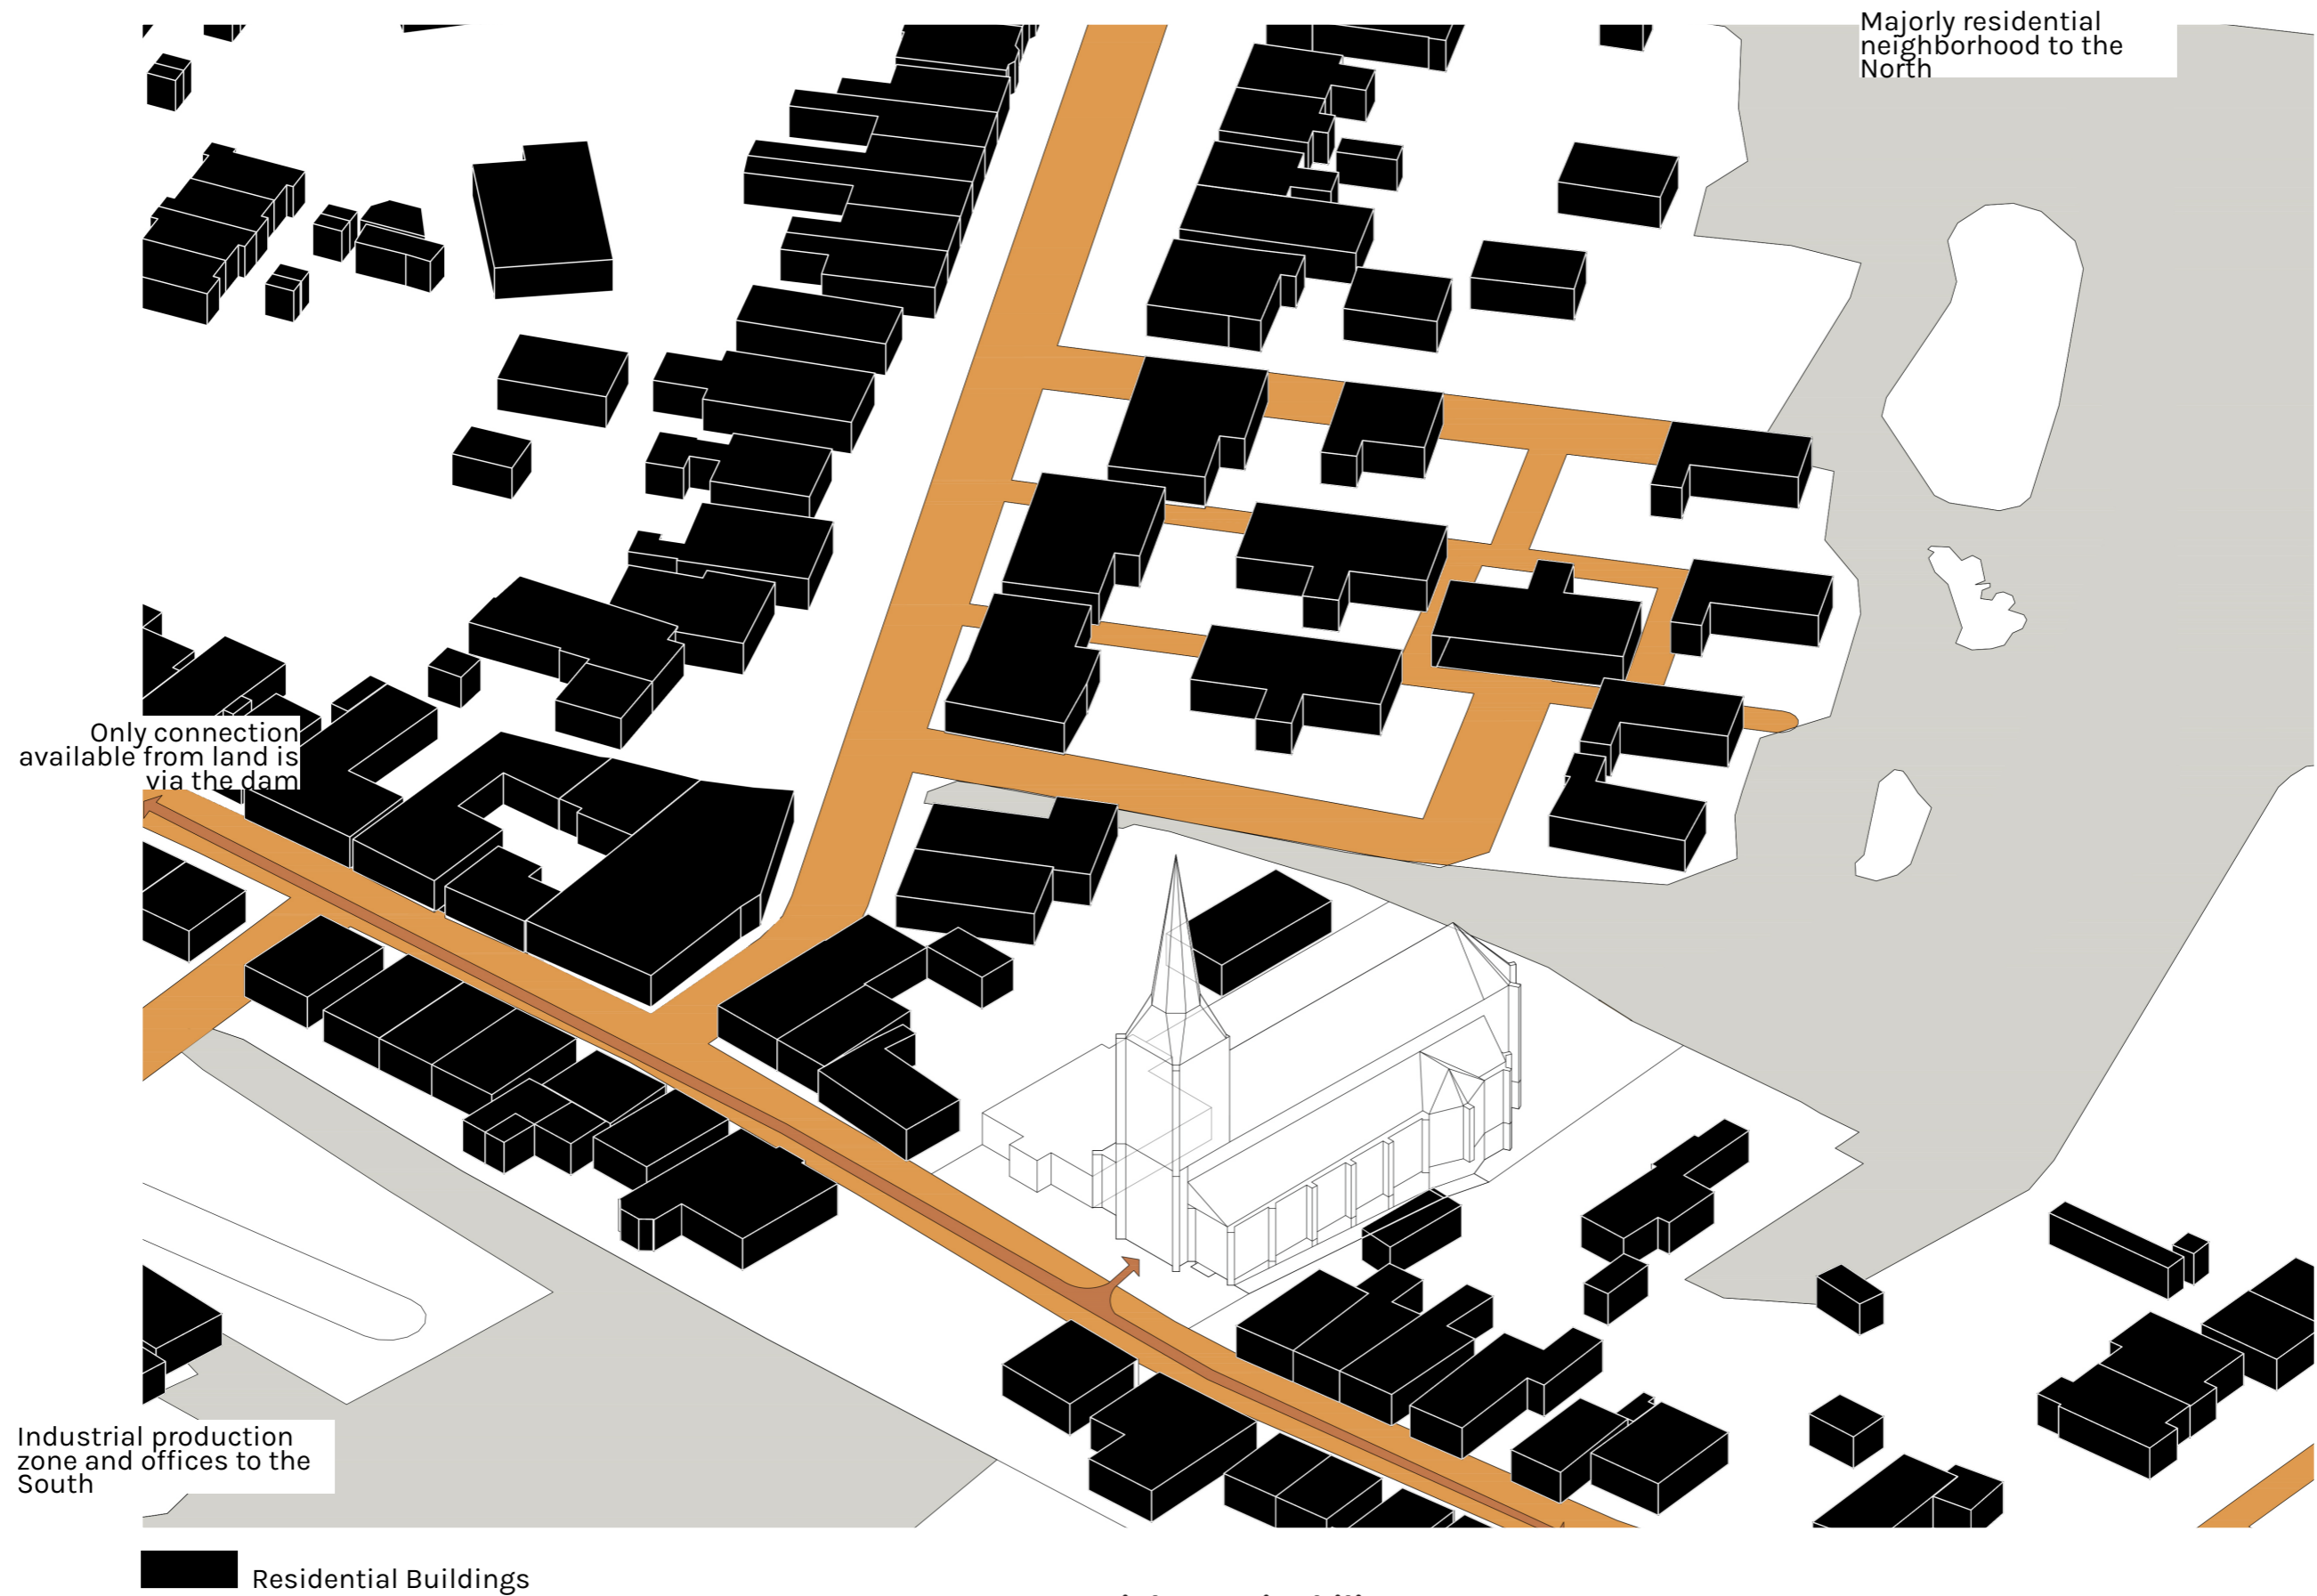 Majorly residential
neighborhood to the
North
Only connection
available from land is
via the dam
Industrial production
zone and offices to the
South
Residential Buildings